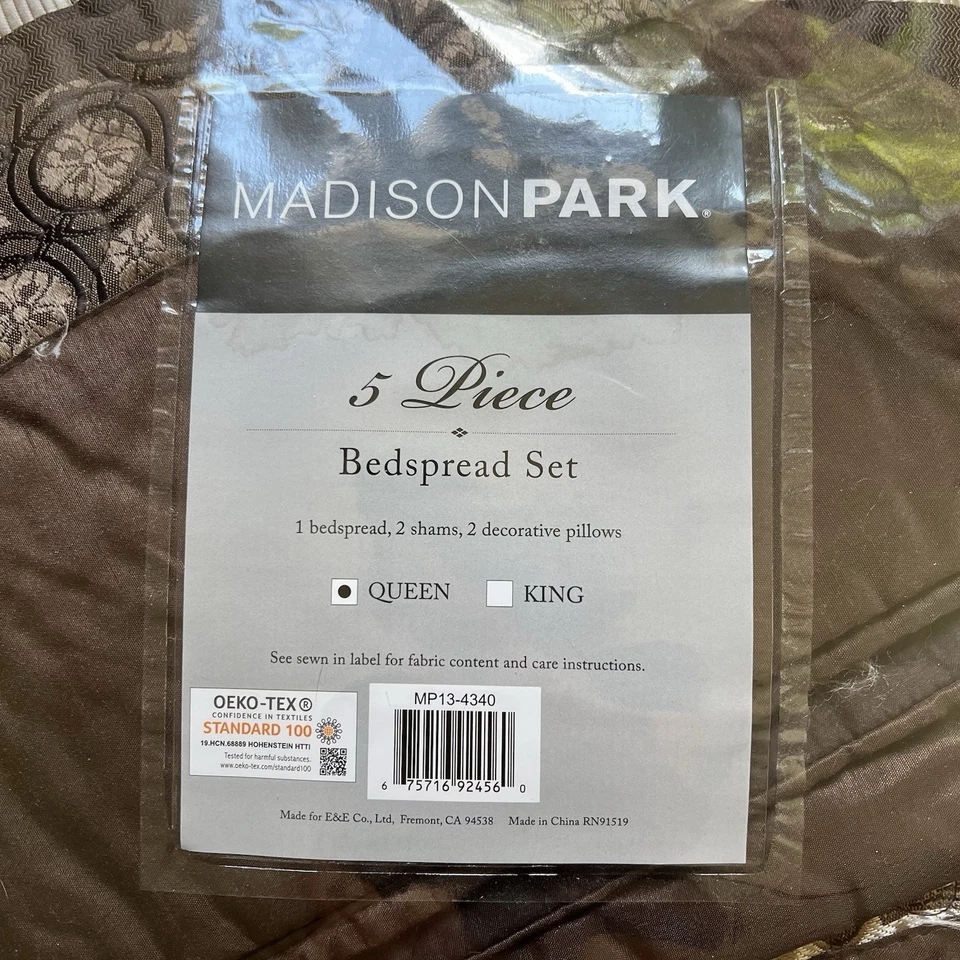 MADISONPARK®
5 Piece
Bedspread Set
1 bedspread, 2 shams, 2 decorative pillows
QUEEN KING
See sewn in label for fabric content and care instructions.
OEKO-TEX®
CONFIDENCE IN TEXTILES
STANDARD 100
19.HCN.68889 HOHENSTEIN HTTI
Tested for harmful substances.
www.oeko-tex.com/standard100
MP13-4340
6 75716 92456 0
Made for E&E Co., Ltd, Fremont, CA 94538 Made in China RN91519